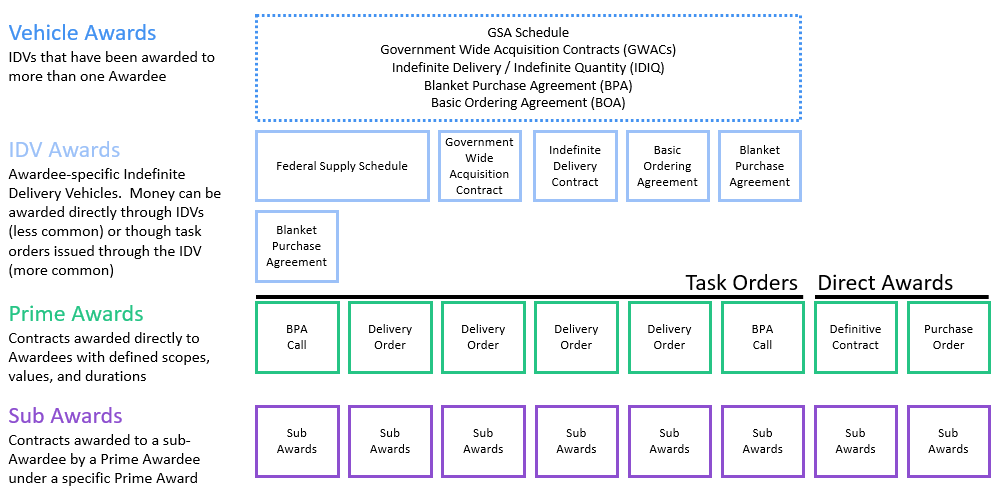 Vehicle Awards
IDVs that have been awarded to
more than one Awardee
GSA Schedule
Government Wide Acquisition Contracts (GWACs)
Indefinite Delivery / Indefinite Quantity (IDIQ)
Blanket Purchase Agreement (BPA)
Basic Ordering Agreement (BOA)
IDV Awards
Awardee-specific Indefinite
Delivery Vehicles. Money can be
awarded directly through IDVs
(less common) or though task
orders issued through the IDV
(more common)
Federal Supply Schedule
Government
Wide
Acquisition
Contract
Indefinite
Delivery
Contract
Basic
Ordering
Agreement
Blanket
Purchase
Agreement
Blanket
Purchase
Agreement
Task Orders
Direct Awards
Prime Awards
Contracts awarded directly to
Awardees with defined scopes,
values, and durations
BPA
Call
Delivery
Order
Delivery
Order
Delivery
Order
Delivery
Order
BPA
Call
Definitive
Contract
Purchase
Order
Sub Awards
Contracts awarded to a sub-
Awardee by a Prime Awardee
under a specific Prime Award
Sub
Awards
Sub
Awards
Sub
Awards
Sub
Awards
Sub
Awards
Sub
Awards
Sub
Awards
Sub
Awards